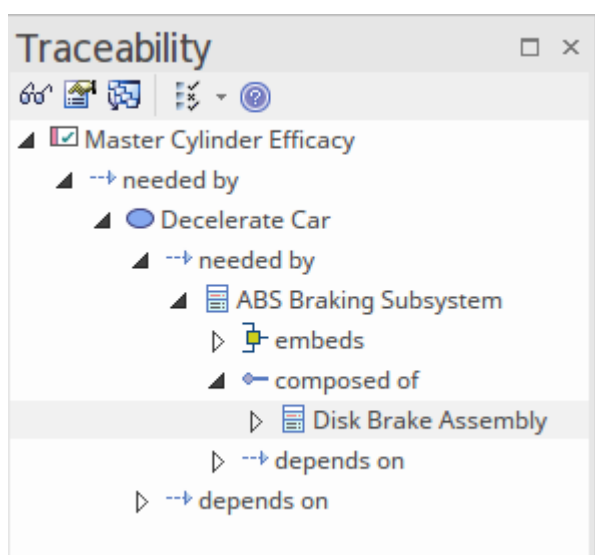 Traceability
Master Cylinder Efficacy
needed by
Decelerate Car
needed by
ABS Braking Subsystem
embeds
composed of
Disk Brake Assembly
depends on
depends on